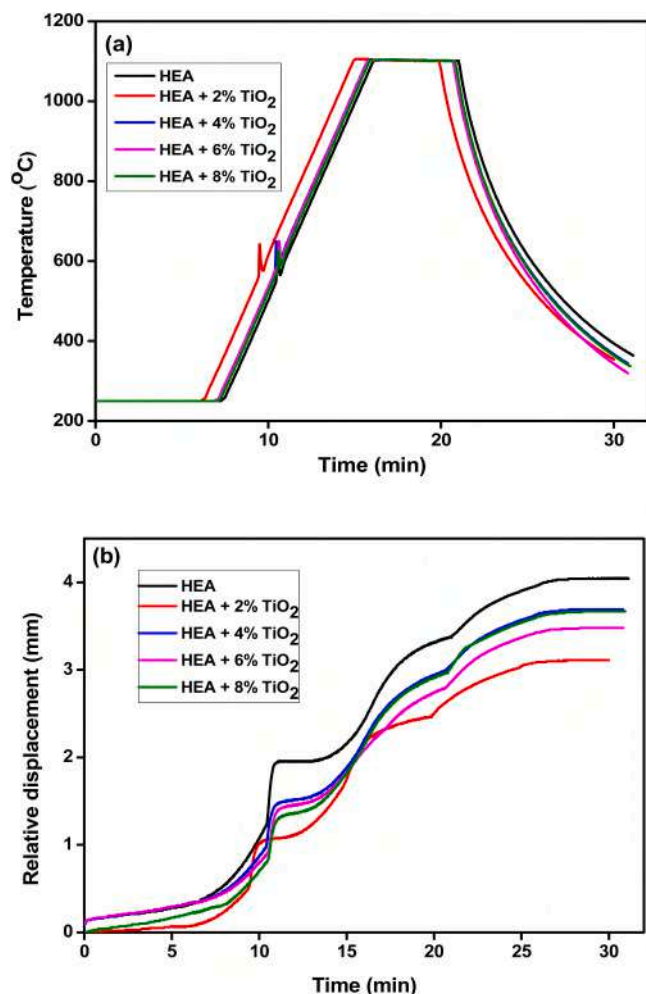 1200
(a)
HEA
HEA + 2% TiO2
HEA + 4% TiO2
HEA + 6% TiO2
HEA + 8% TiO2
1000
800
600
400
200
Temperature (°C)
0 10 20 30
Time (min)
(b)
HEA
HEA + 2% TiO2
HEA + 4% TiO2
HEA + 6% TiO2
HEA + 8% TiO2
4
3
2
1
0
Relative displacement (mm)
0 5 10 15 20 25 30
Time (min)